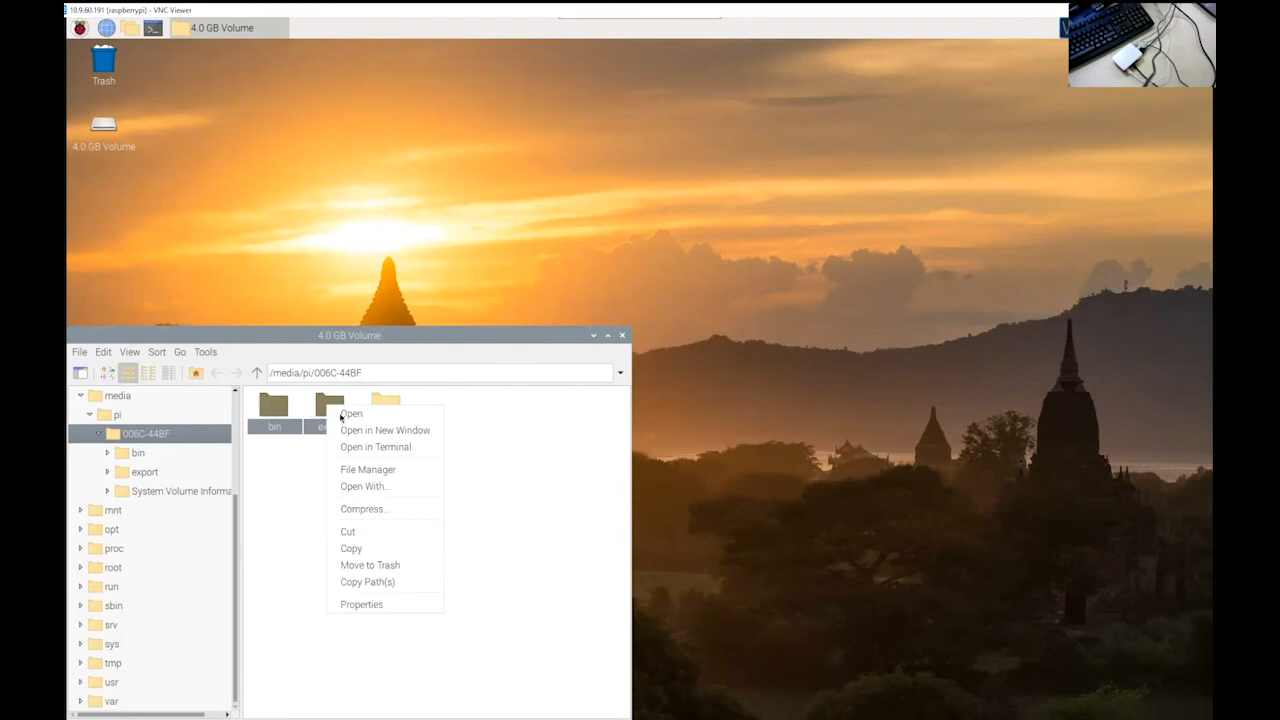 10.9.60.191 (raspberrypi) - VNC Viewer
4.0 GB Volume
Trash
4.0 GB Volume
4.0 GB Volume
File Edit View Sort Go Tools
/media/pi/006C-44BF
media
pi
006C-44BF
bin
export
System Volume Informa
mnt
opt
proc
root
run
sbin
srv
sys
tmp
usr
var
bin
Open
Open in New Window
Open in Terminal
File Manager
Open With...
Compress...
Cut
Copy
Move to Trash
Copy Path(s)
Properties